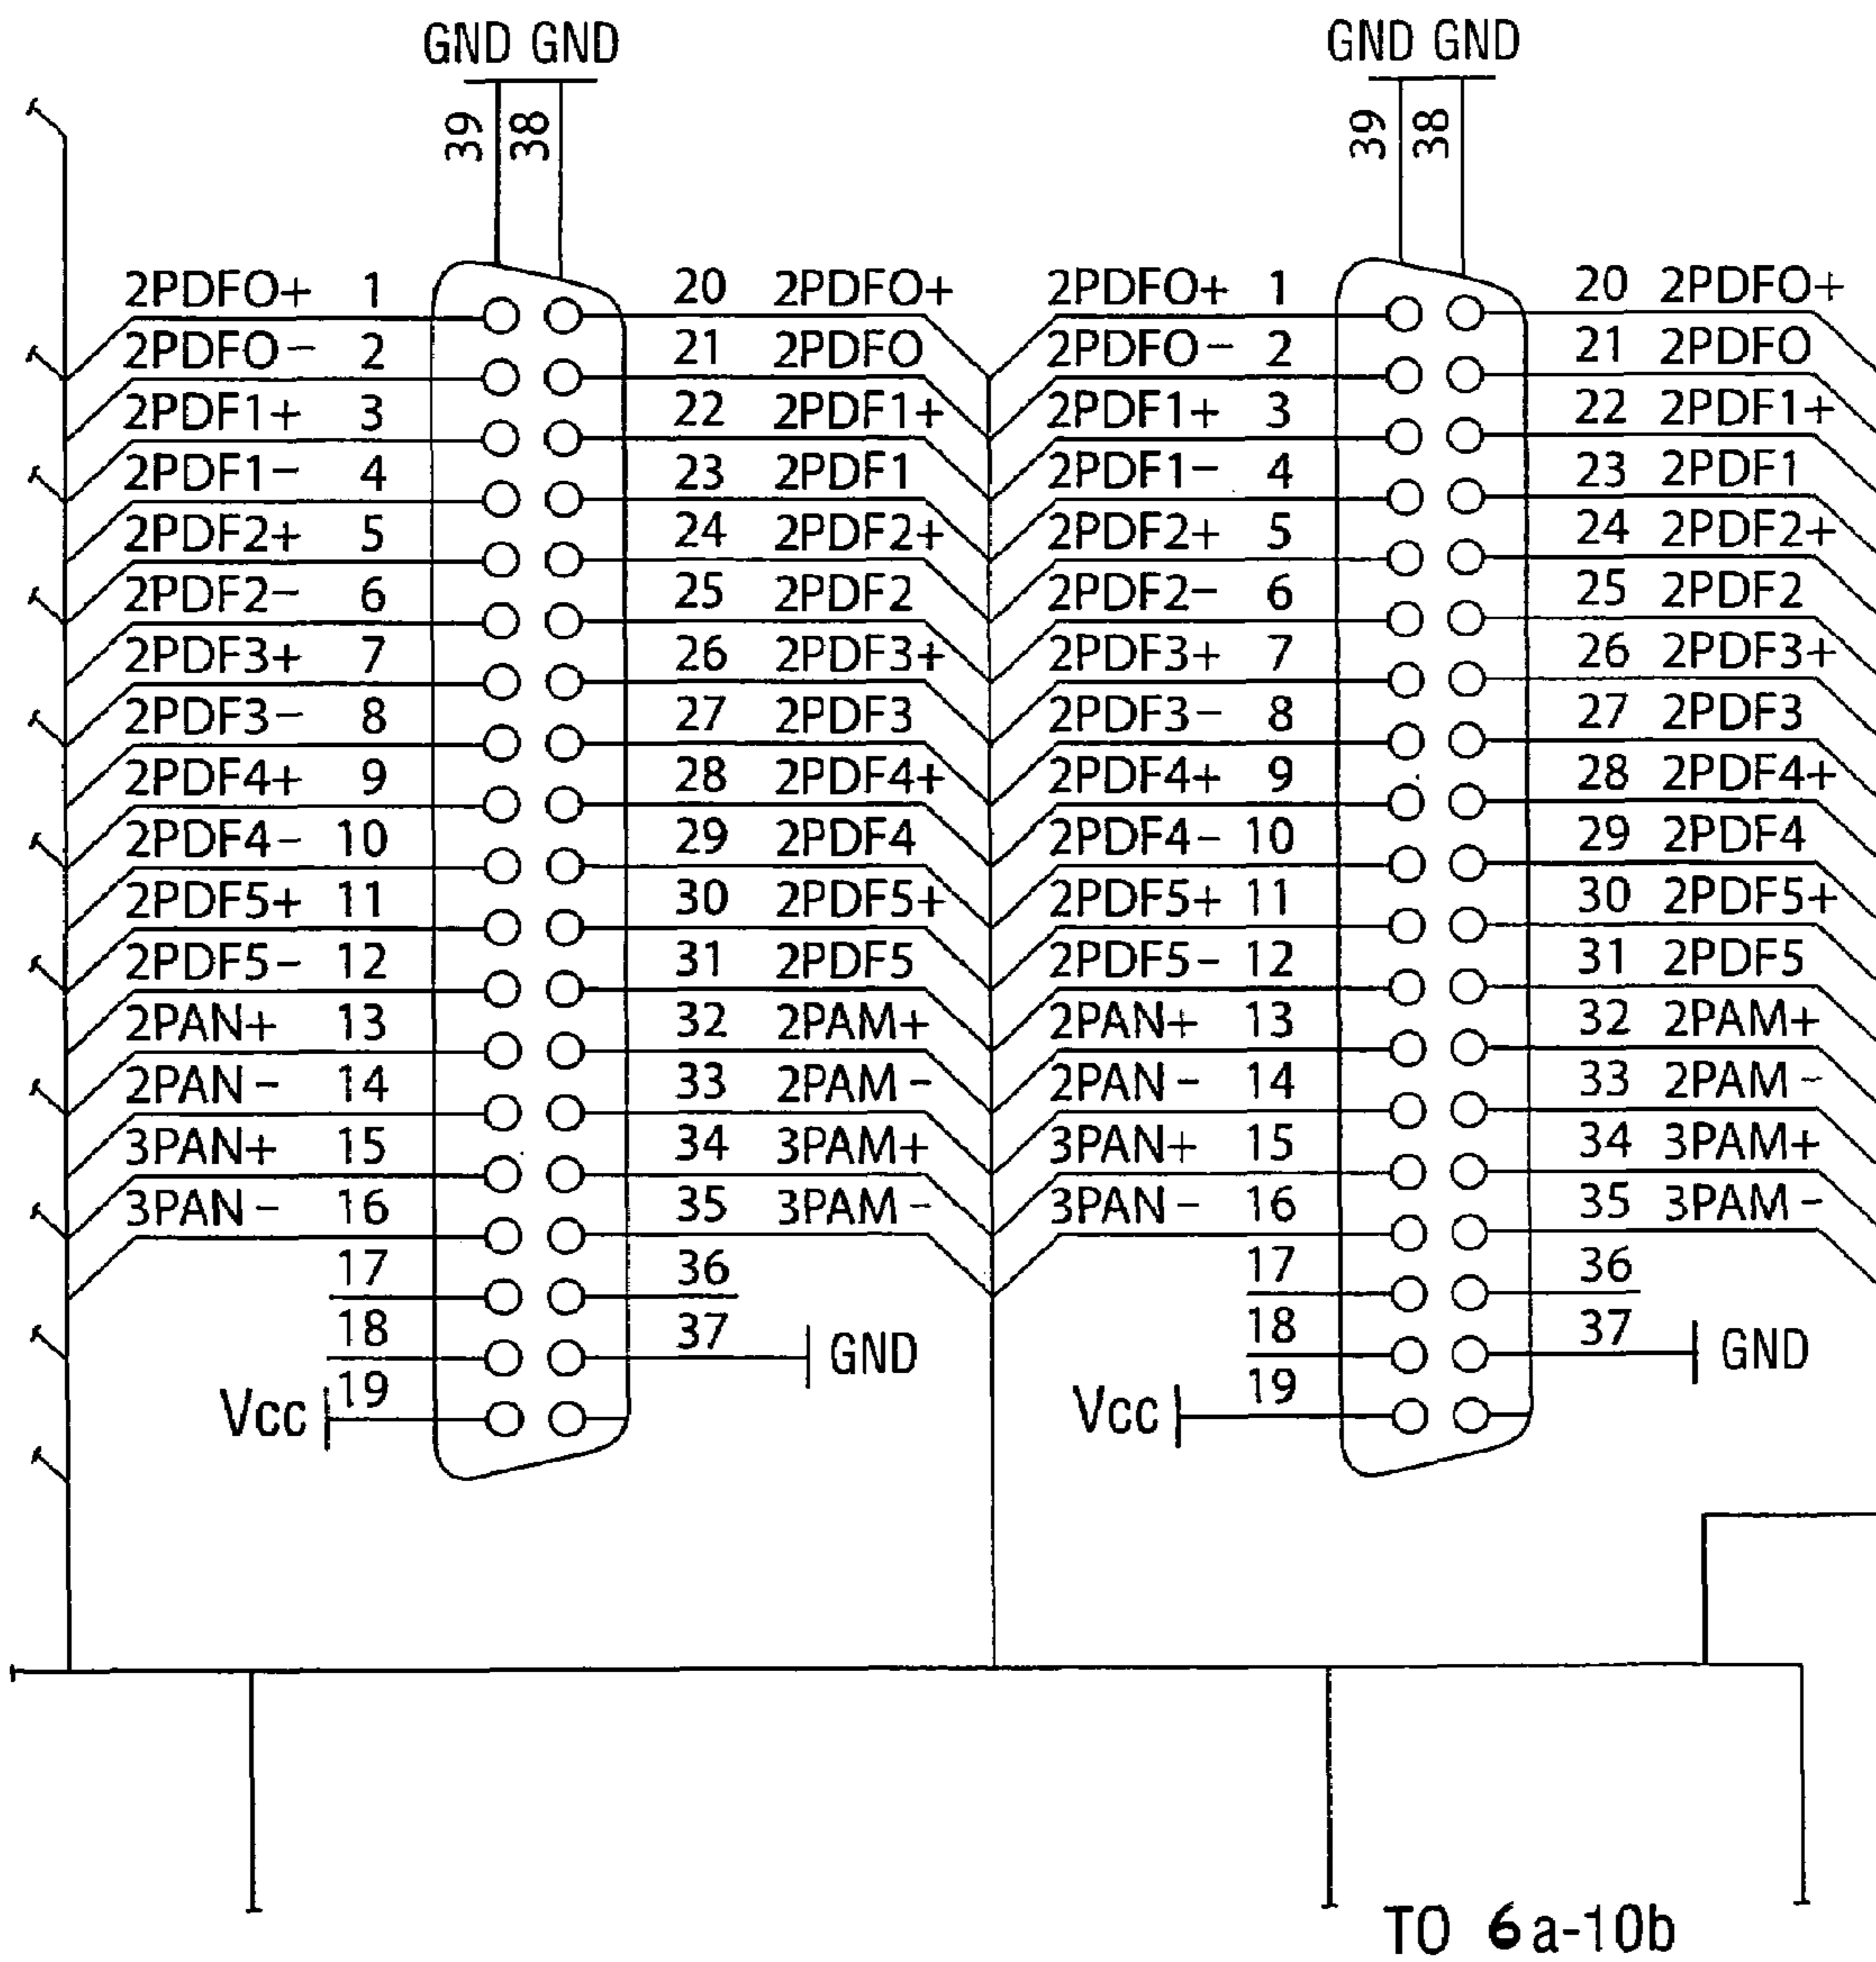 GND GND GND GND
39 38 39 38
2PDFO+ 1 20 2PDFO+ 2PDFO+ 1 20 2PDFO+
2PDFO- 2 21 2PDFO 2PDFO- 2 21 2PDFO
2PDF1+ 3 22 2PDF1+ 2PDF1+ 3 22 2PDF1+
2PDF1- 4 23 2PDF1 2PDF1- 4 23 2PDF1
2PDF2+ 5 24 2PDF2+ 2PDF2+ 5 24 2PDF2+
2PDF2- 6 25 2PDF2 2PDF2- 6 25 2PDF2
2PDF3+ 7 26 2PDF3+ 2PDF3+ 7 26 2PDF3+
2PDF3- 8 27 2PDF3 2PDF3- 8 27 2PDF3
2PDF4+ 9 28 2PDF4+ 2PDF4+ 9 28 2PDF4+
2PDF4- 10 29 2PDF4 2PDF4- 10 29 2PDF4
2PDF5+ 11 30 2PDF5+ 2PDF5+ 11 30 2PDF5+
2PDF5- 12 31 2PDF5 2PDF5- 12 31 2PDF5
2PAN+ 13 32 2PAM+ 2PAN+ 13 32 2PAM+
2PAN- 14 33 2PAM- 2PAN- 14 33 2PAM-
3PAN+ 15 34 3PAM+ 3PAN+ 15 34 3PAM+
3PAN- 16 35 3PAM- 3PAN- 16 35 3PAM-
17 36 17 36
18 37 GND 18 37 GND
Vcc 19 Vcc 19
TO 6a-10b